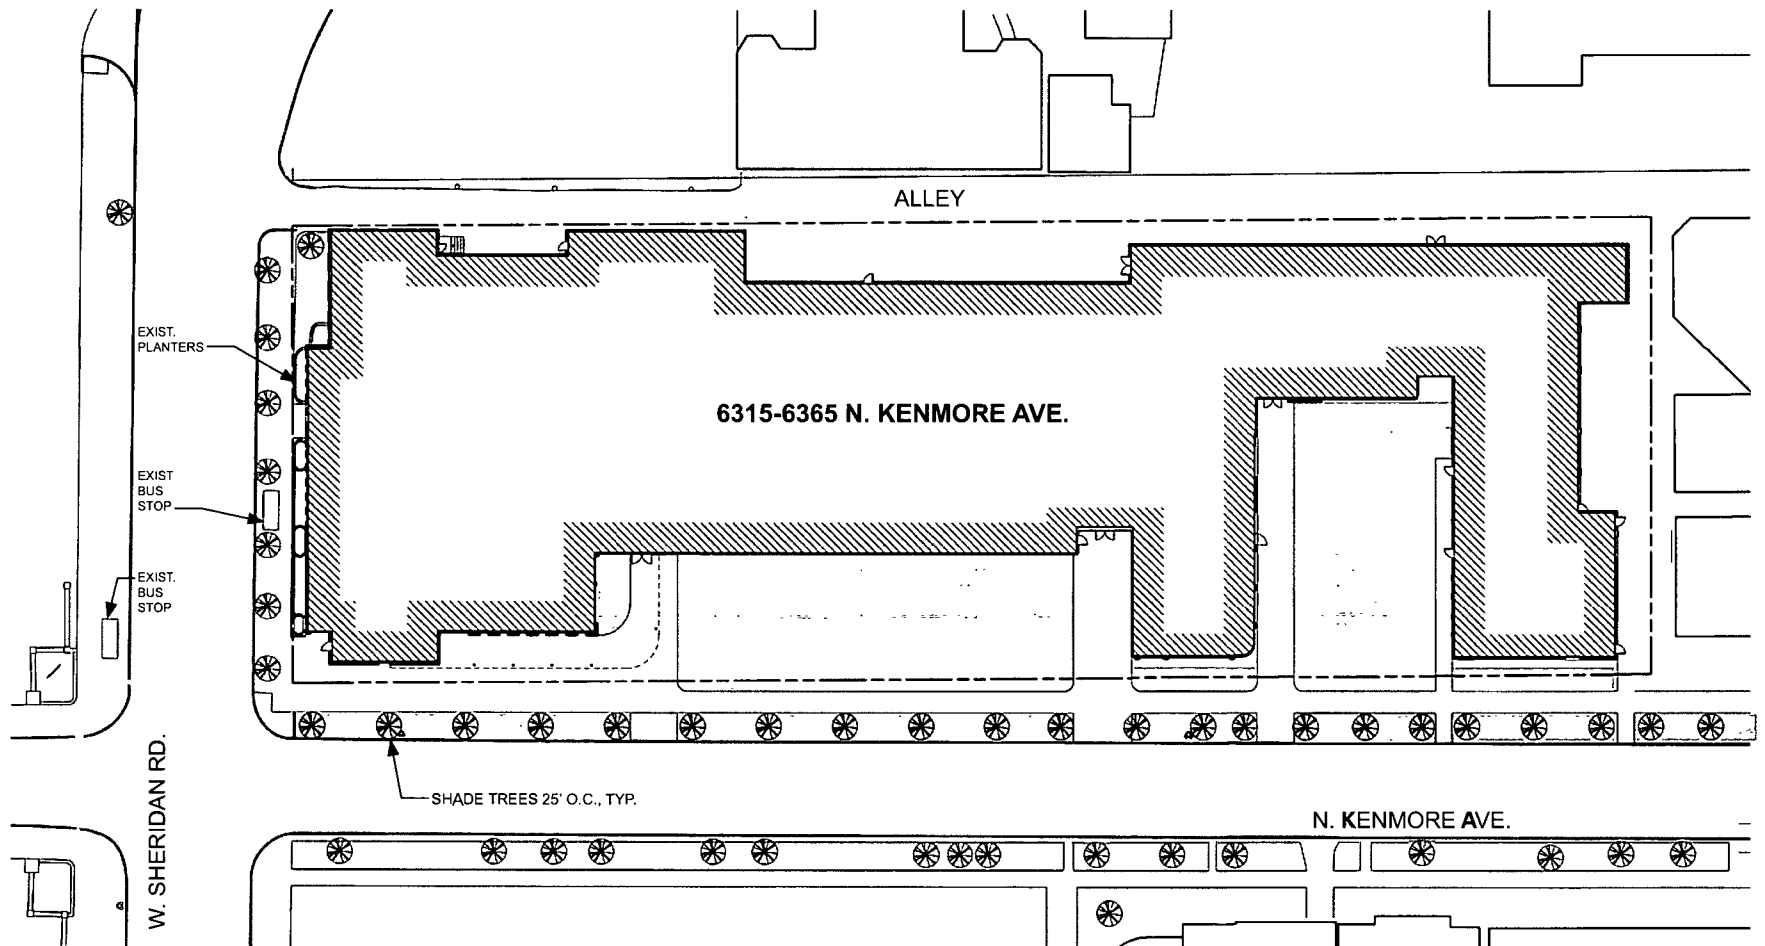 ALLEY
EXIST.
PLANTERS
6315-6365 N. KENMORE AVE.
EXIST
BUS
STOP
EXIST.
BUS
STOP
SHADE TREES 25' O.C., TYP.
N. KENMORE AVE.
W. SHERIDAN RD.